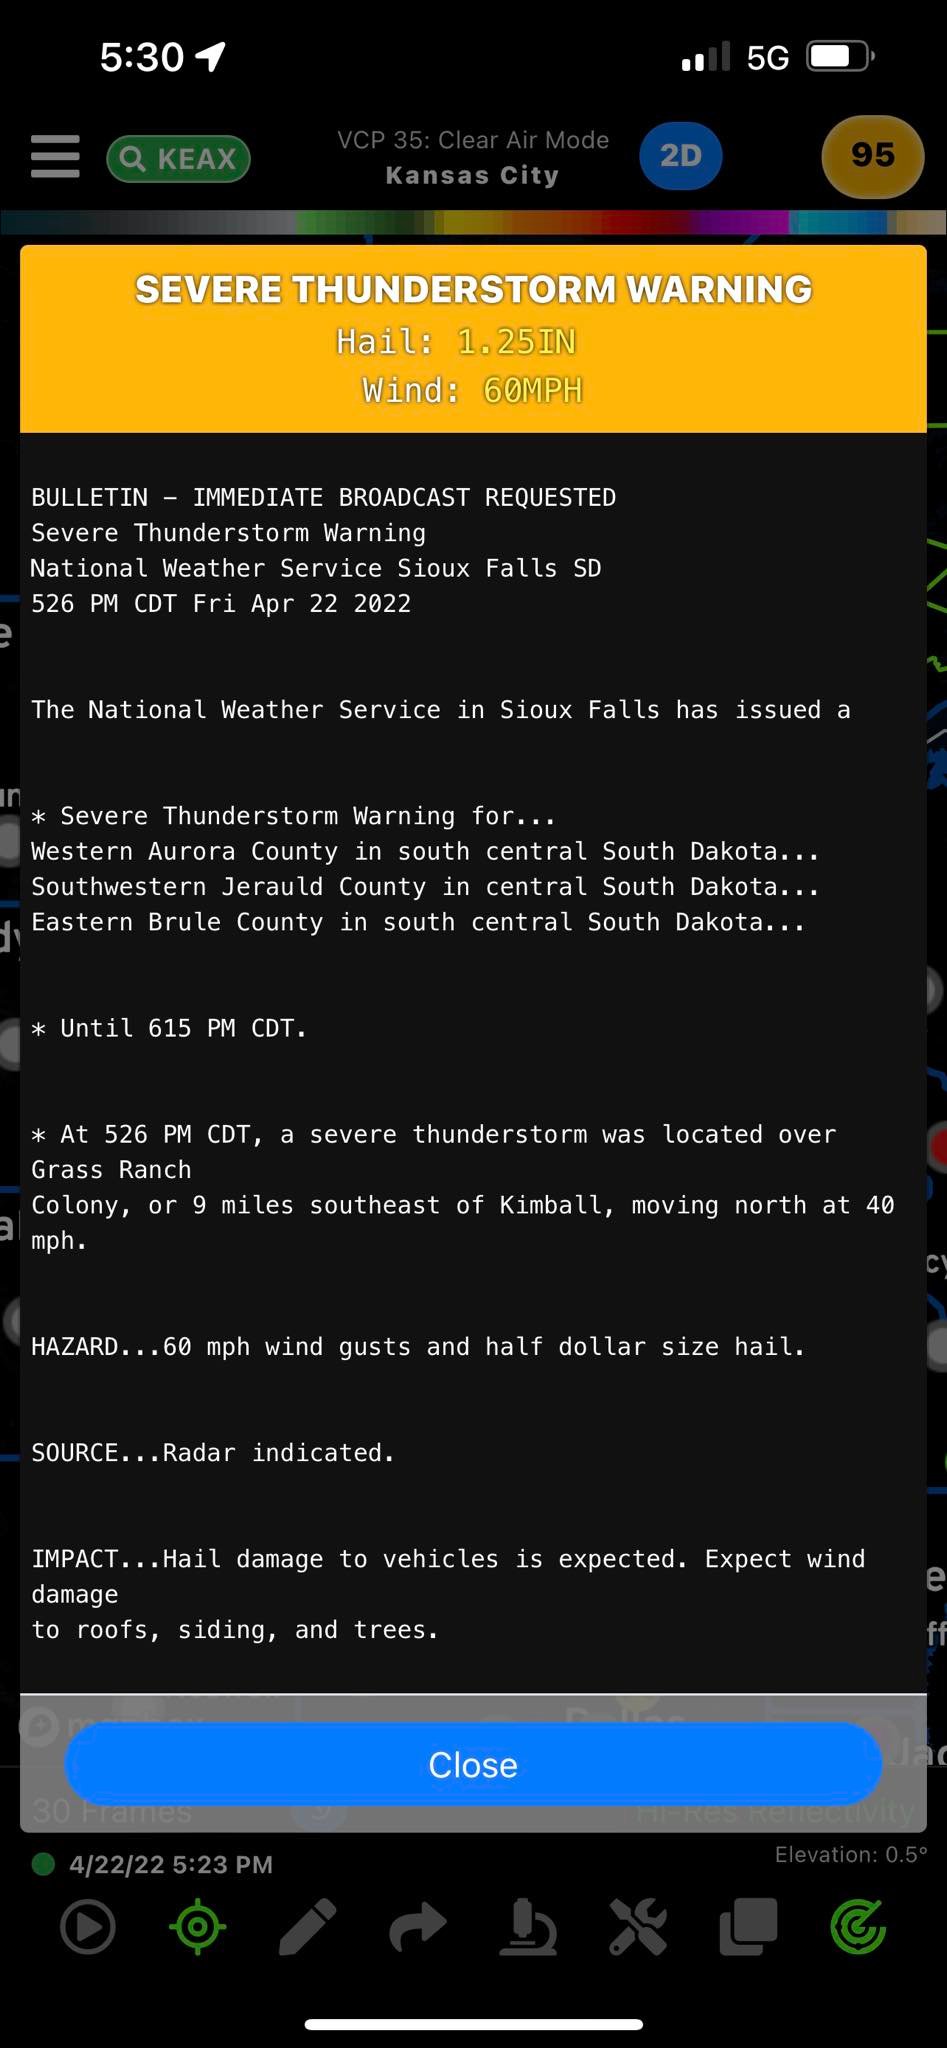 5:30
5G
KEAX
VCP 35: Clear Air Mode
Kansas City
2D
95
SEVERE THUNDERSTORM WARNING
Hail: 1.25IN
Wind: 60MPH
BULLETIN - IMMEDIATE BROADCAST REQUESTED
Severe Thunderstorm Warning
National Weather Service Sioux Falls SD
526 PM CDT Fri Apr 22 2022
The National Weather Service in Sioux Falls has issued a
* Severe Thunderstorm Warning for...
Western Aurora County in south central South Dakota...
Southwestern Jerauld County in central South Dakota...
Eastern Brule County in south central South Dakota...
* Until 615 PM CDT.
* At 526 PM CDT, a severe thunderstorm was located over
Grass Ranch
Colony, or 9 miles southeast of Kimball, moving north at 40
mph.
HAZARD...60 mph wind gusts and half dollar size hail.
SOURCE...Radar indicated.
IMPACT...Hail damage to vehicles is expected. Expect wind
damage
to roofs, siding, and trees.
Dallas
Close
30 Frames
Hi-Res Reflectivity
4/22/22 5:23 PM
Elevation: 0.5°